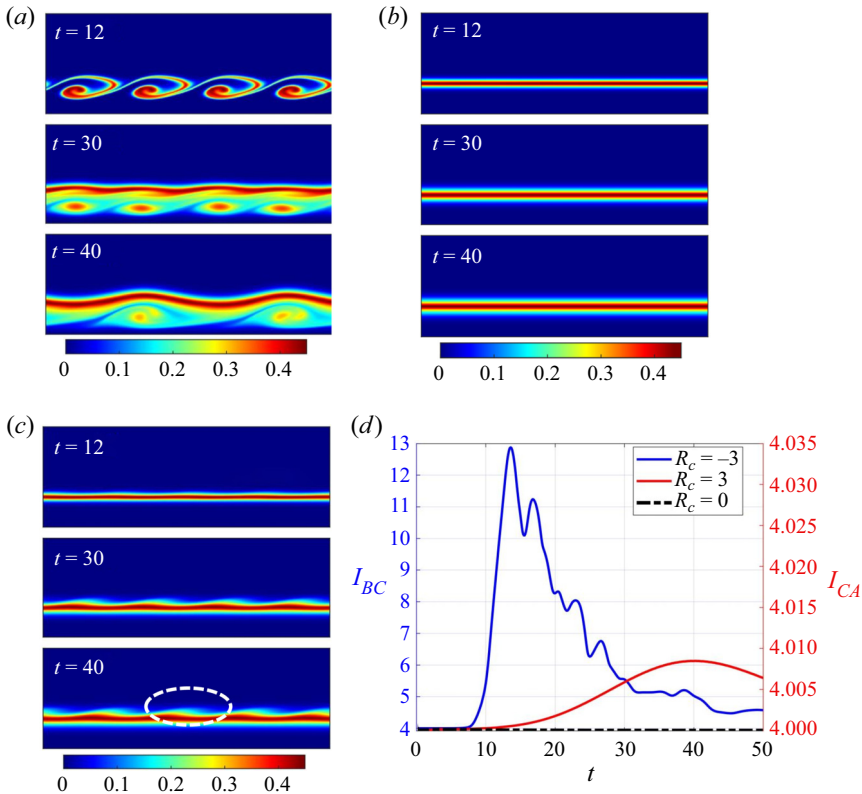 (a)
t = 12
t = 30
t = 40
0 0.1 0.2 0.3 0.4
(b)
t = 12
t = 30
t = 40
0 0.1 0.2 0.3 0.4
(c)
t = 12
t = 30
t = 40
0 0.1 0.2 0.3 0.4
(d)
13
12
11
10
9
8
7
6
5
4
I_BC
R_c = –3
R_c = 3
R_c = 0
4.035
4.030
4.025
4.020
4.015
4.010
4.005
4.000
I_CA
0 10 20 30 40 50
t